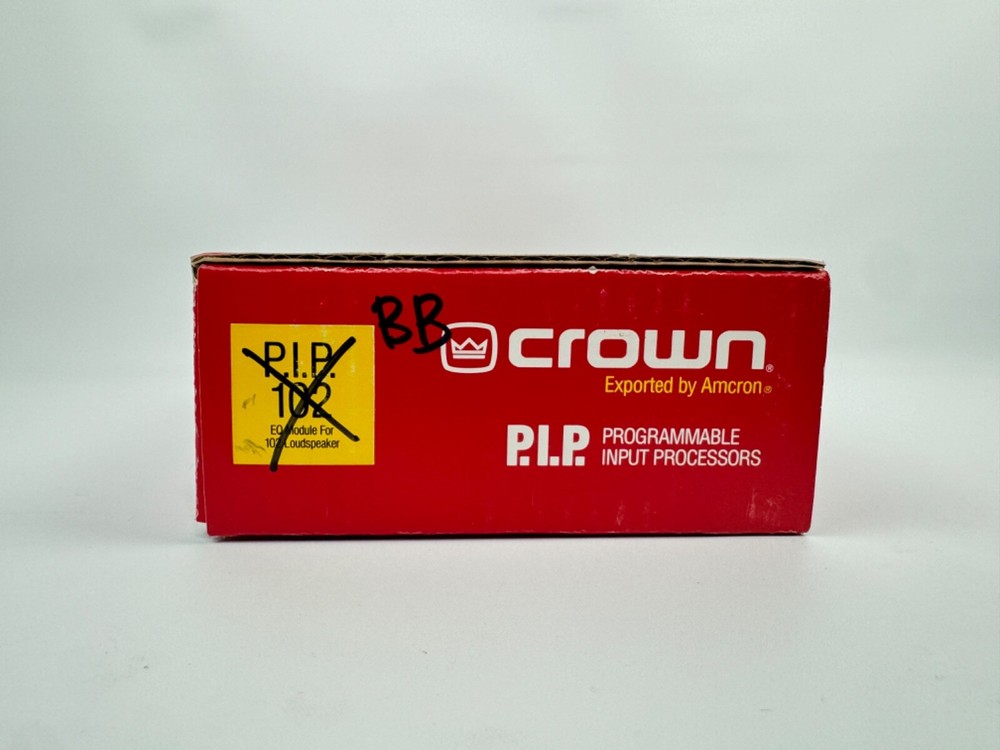 BB
P.I.P.
102
EQ Module For
102 Loudspeaker
crown®
Exported by Amcron®
P.I.P. PROGRAMMABLE
INPUT PROCESSORS